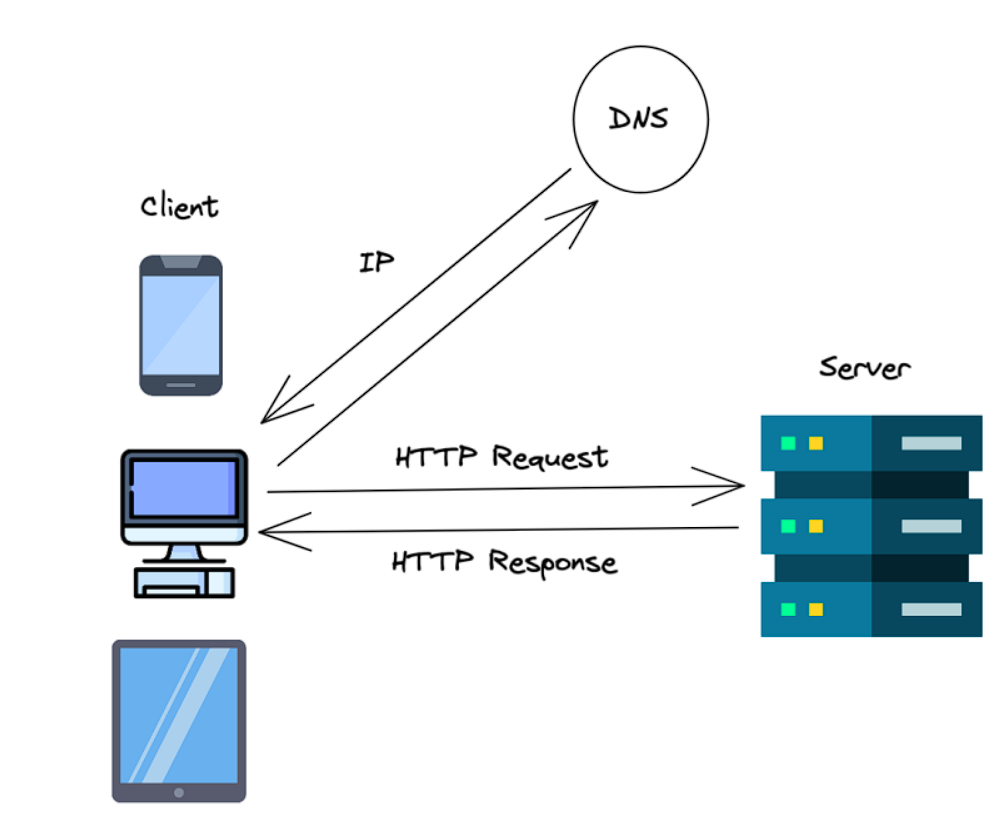 DNS
Client
IP
Server
HTTP Request
HTTP Response